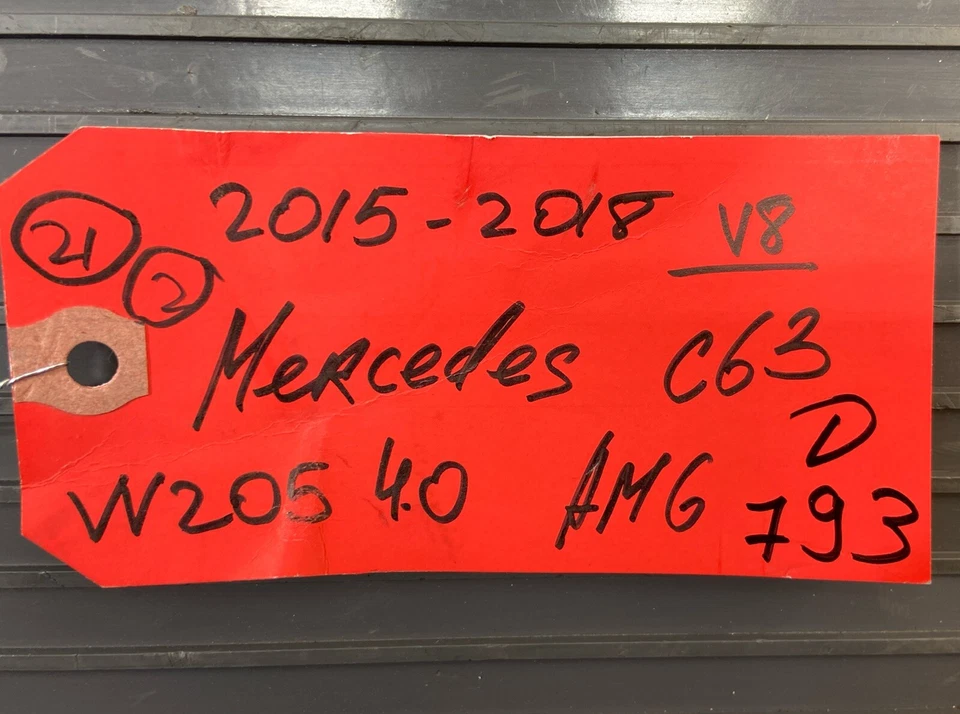 21 2015-2018 V8
2
Mercedes C63
D
W205 4.0 AMG 793